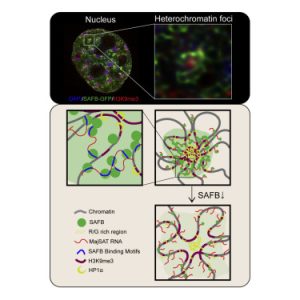 Nucleus
Heterochromatin foci
DAPI/SAFB-GFP/H3K9me3
SAFB↓
Chromatin
SAFB
R/G rich region
MajSAT RNA
SAFB Binding Motifs
H3K9me3
HP1α